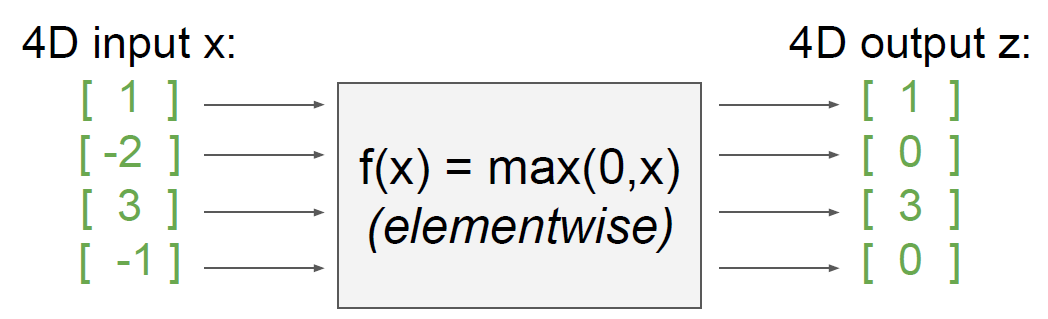 4D input x:
[ 1 ]
[ -2 ]
[ 3 ]
[ -1 ]
f(x) = max(0,x)
(elementwise)
4D output z:
[ 1 ]
[ 0 ]
[ 3 ]
[ 0 ]